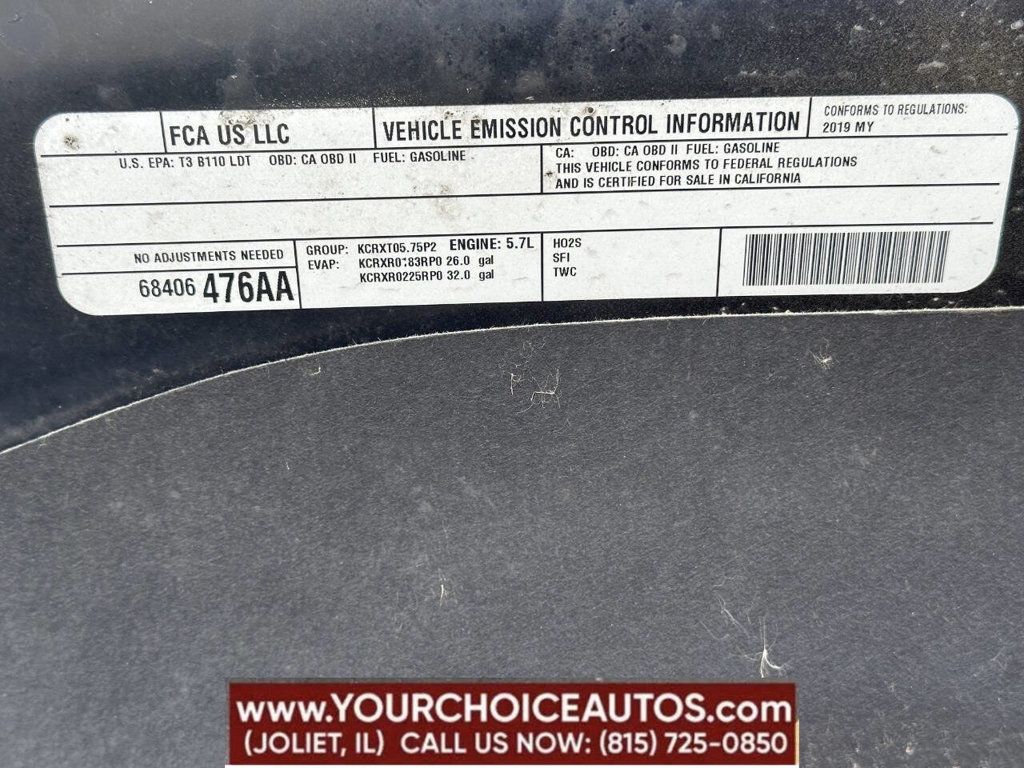 FCA US LLC
VEHICLE EMISSION CONTROL INFORMATION
CONFORMS TO REGULATIONS:
2019 MY
U.S. EPA: T3 B110 LDT OBD: CA OBD II FUEL: GASOLINE
CA: OBD: CA OBD II FUEL: GASOLINE
THIS VEHICLE CONFORMS TO FEDERAL REGULATIONS
AND IS CERTIFIED FOR SALE IN CALIFORNIA
NO ADJUSTMENTS NEEDED
68406 476AA
GROUP: KCRXT05.75P2 ENGINE: 5.7L
EVAP: KCRXR0183RP0 26.0 gal
KCRXR0225RP0 32.0 gal
HO2S
SFI
TWC
www.YOURCHOICEAUTOS.com
(JOLIET, IL) CALL US NOW: (815) 725-0850